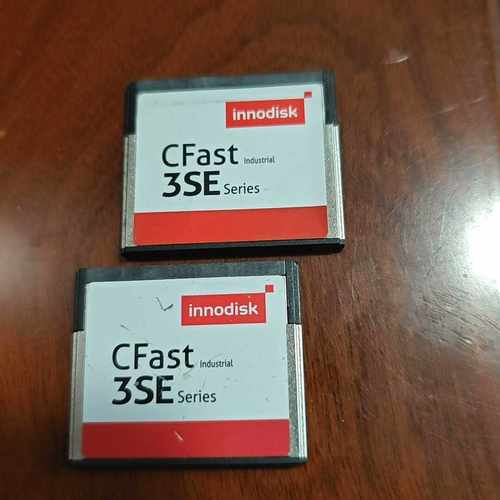 innodisk
CFast Industrial
3SE Series
innodisk
CFast Industrial
3SE Series